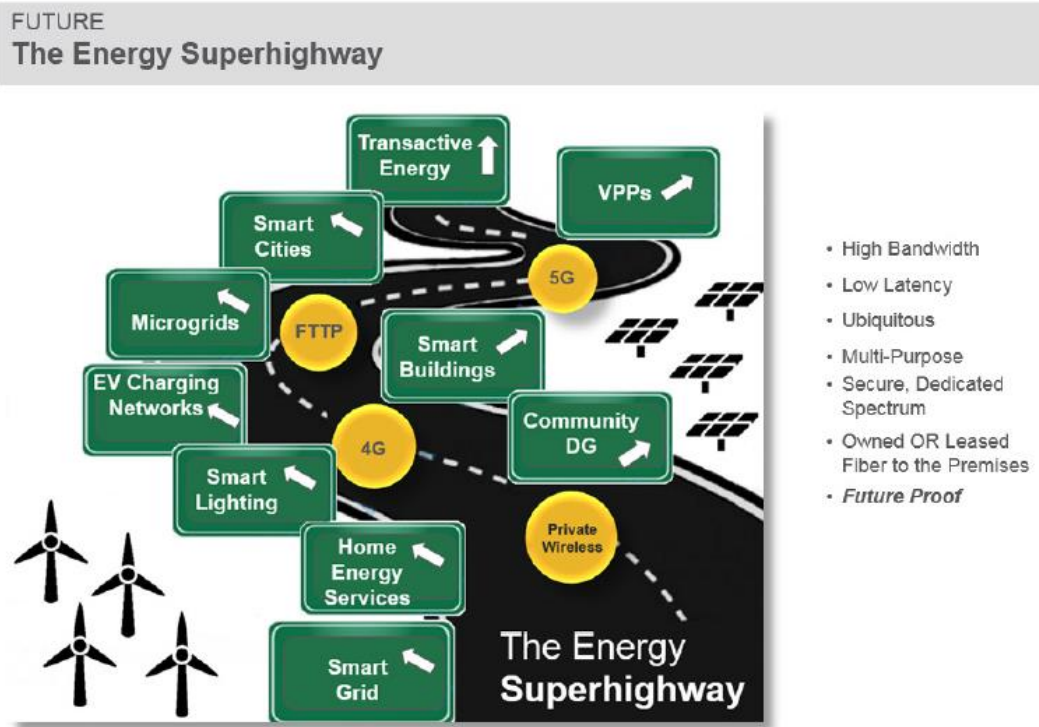 FUTURE
The Energy Superhighway
Transactive
Energy
VPPs
Smart
Cities
5G
Microgrids
FTTP
Smart
Buildings
EV Charging
Networks
Community
DG
4G
Smart
Lighting
Private
Wireless
Home
Energy
Services
Smart
Grid
The Energy
Superhighway
• High Bandwidth
• Low Latency
• Ubiquitous
• Multi-Purpose
• Secure, Dedicated
Spectrum
• Owned OR Leased
Fiber to the Premises
• Future Proof